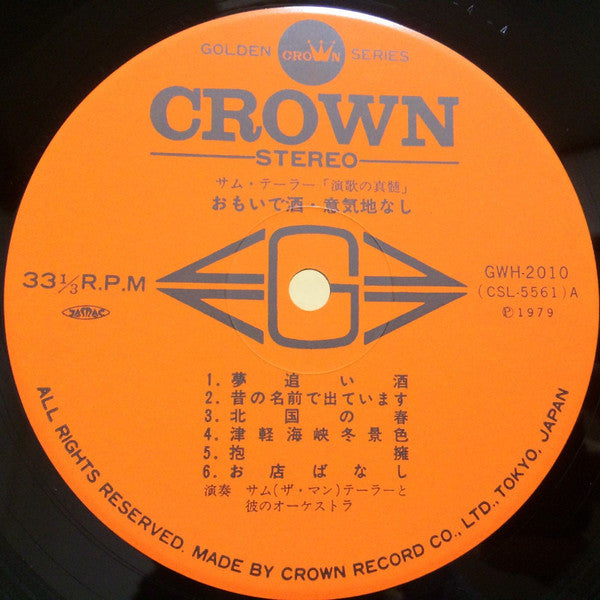 GOLDEN CROWN SERIES
CROWN
STEREO
サム・テーラー「演歌の真髄」
おもいで酒・意気地なし
33 1/3 R.P.M
JASRAC
G
GWH-2010
(CSL-5561)A
Ⓟ1979
1. 夢追い酒
2. 昔の名前で出ています
3. 北国の春
4. 津軽海峡冬景色
5. 抱擁
6. お店ばなし
演奏 サム(ザ・マン)テーラーと
彼のオーケストラ
ALL RIGHTS RESERVED. MADE BY CROWN RECORD CO., LTD., TOKYO, JAPAN